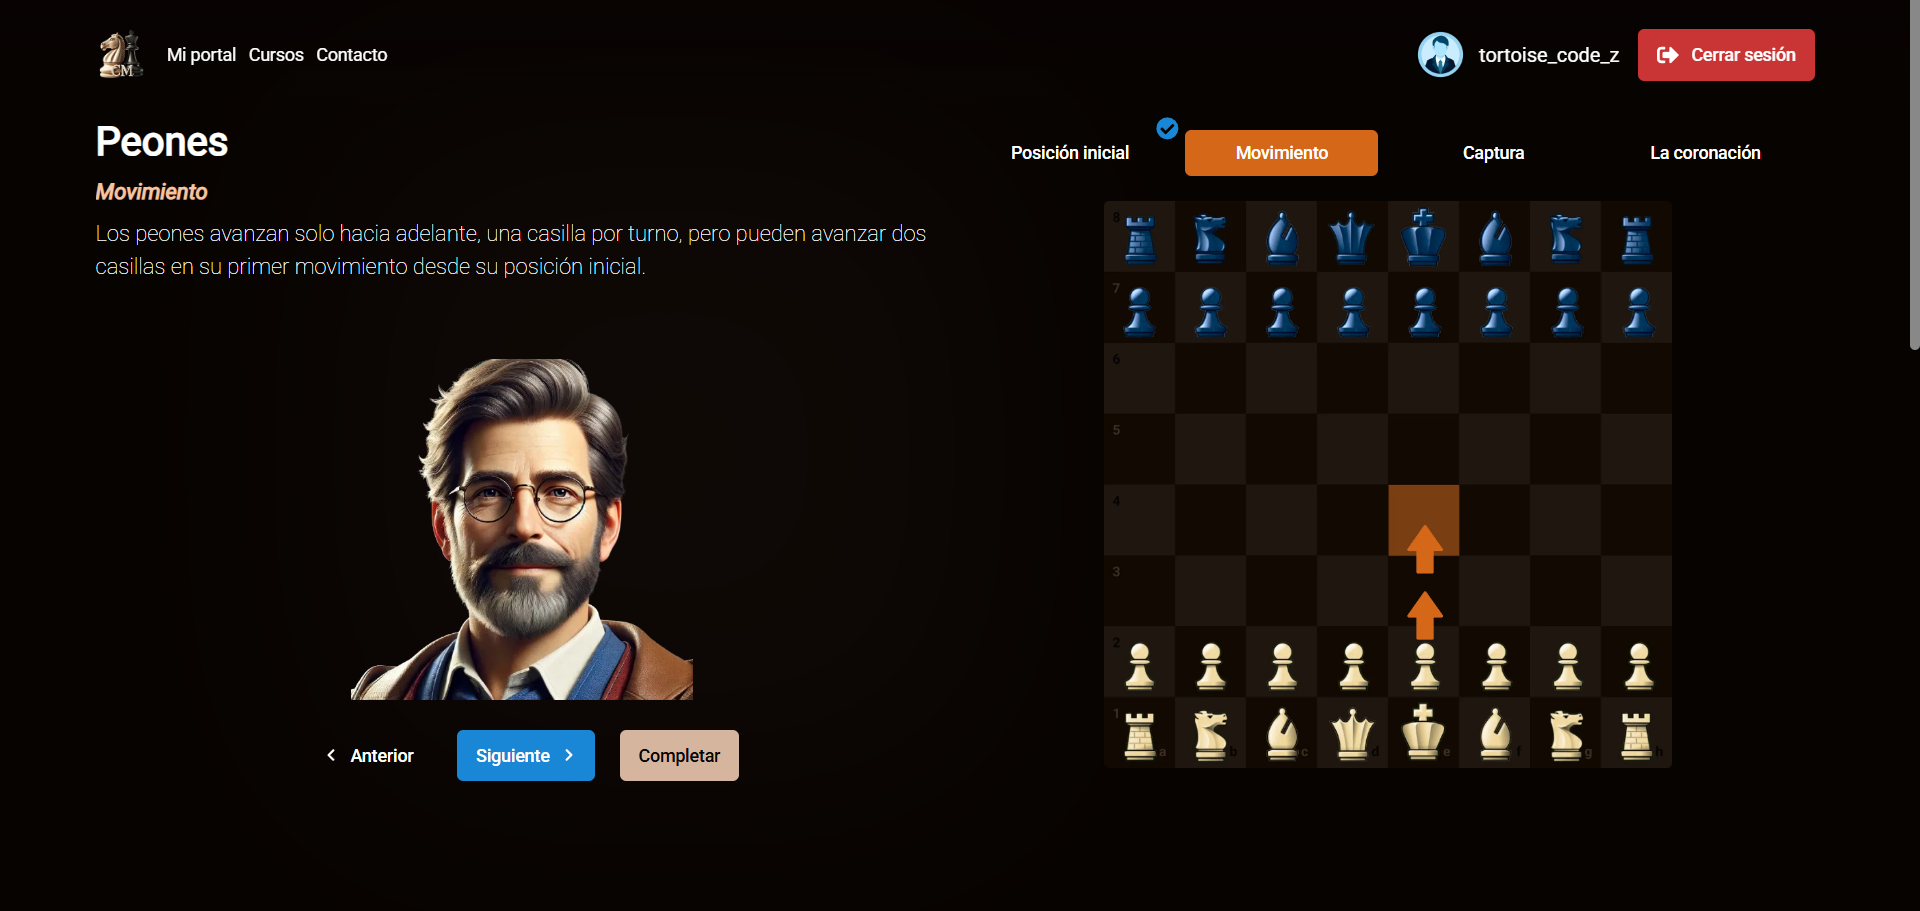 CM
Mi portal Cursos Contacto
tortoise_code_z
Cerrar sesión
Peones
Movimiento
Los peones avanzan solo hacia adelante, una casilla por turno, pero pueden avanzar dos
casillas en su primer movimiento desde su posición inicial.
Anterior
Siguiente
Completar
Posición inicial
Movimiento
Captura
La coronación
8
7
6
5
4
3
2
1
a b c d e f g h